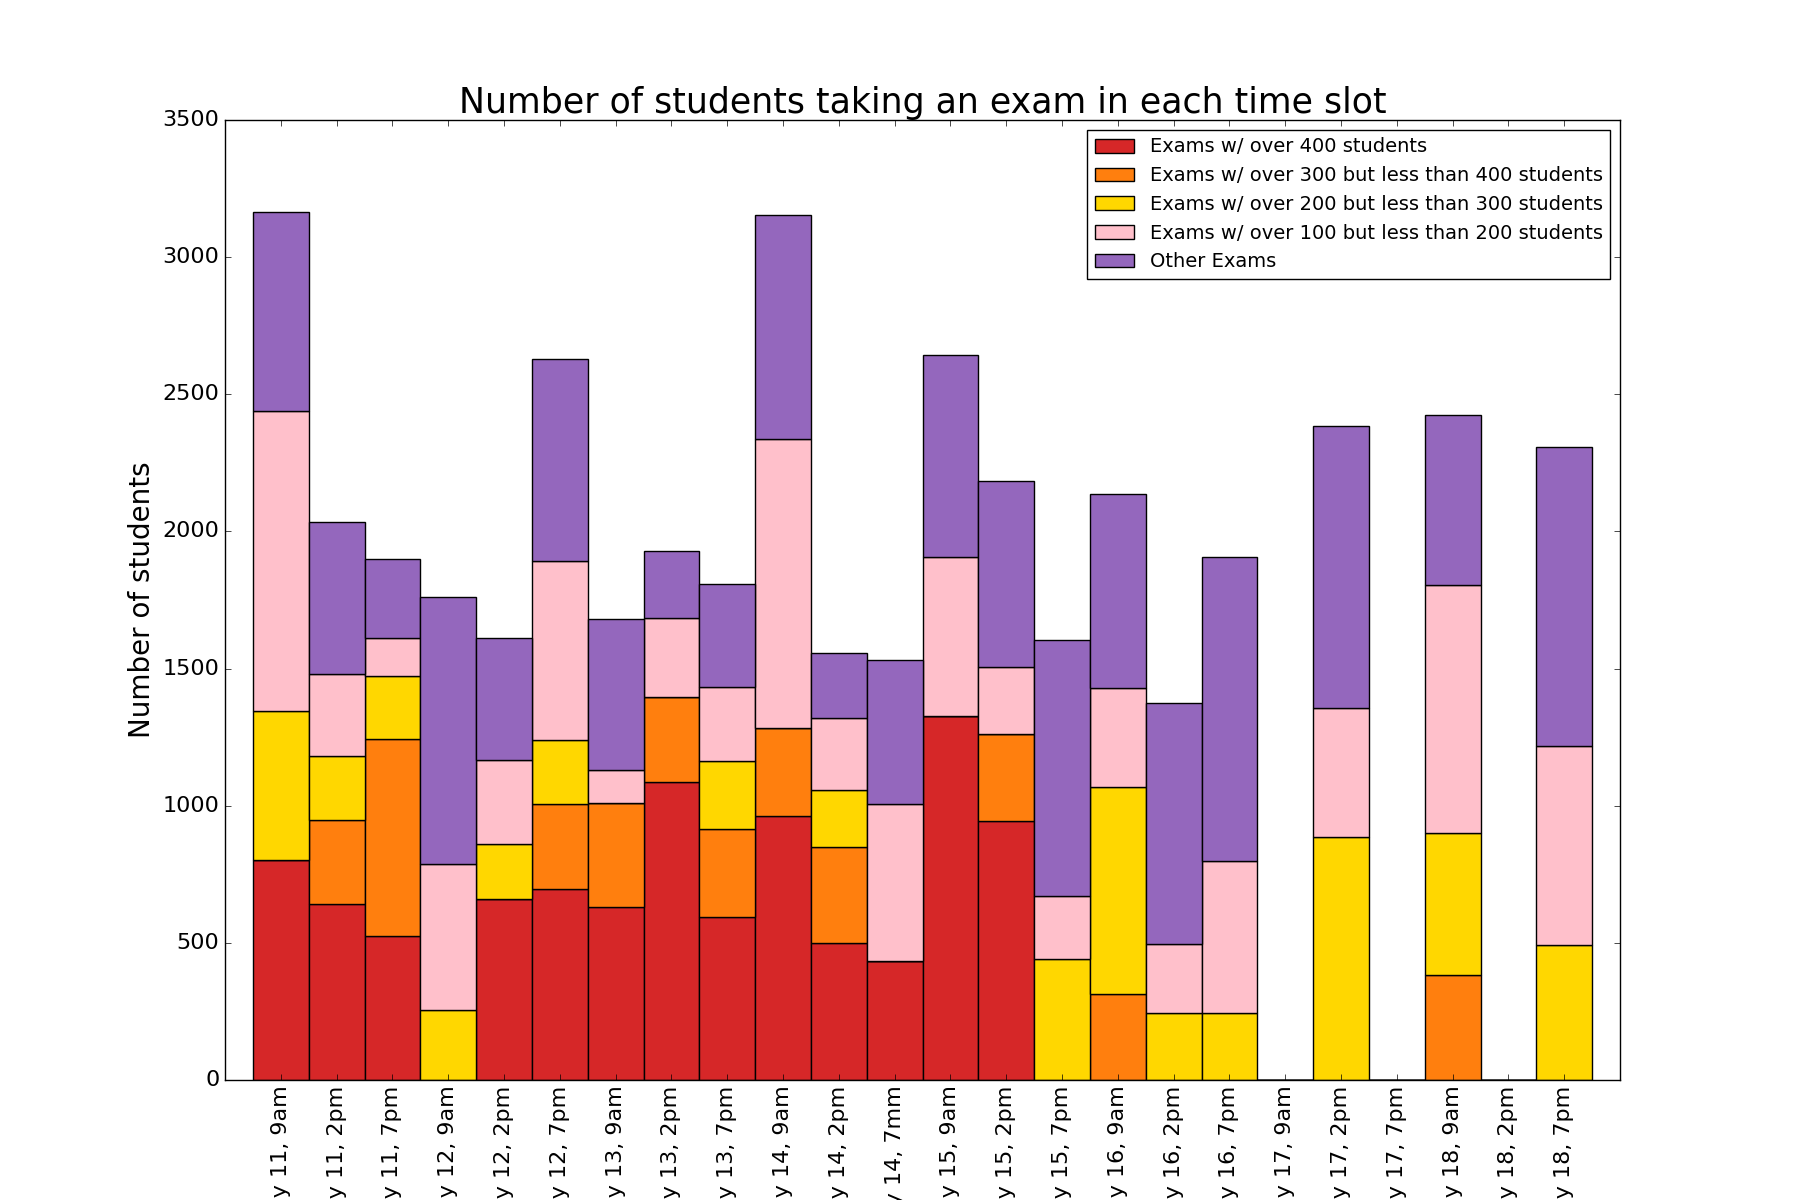 Number of students taking an exam in each time slot
Exams w/ over 400 students
Exams w/ over 300 but less than 400 students
Exams w/ over 200 but less than 300 students
Exams w/ over 100 but less than 200 students
Other Exams
Number of students
3500
3000
2500
2000
1500
1000
500
0
y 11, 9am
y 11, 2pm
y 11, 7pm
y 12, 9am
y 12, 2pm
y 12, 7pm
y 13, 9am
y 13, 2pm
y 13, 7pm
y 14, 9am
y 14, 2pm
y 14, 7mm
y 15, 9am
y 15, 2pm
y 15, 7pm
y 16, 9am
y 16, 2pm
y 16, 7pm
y 17, 9am
y 17, 2pm
y 17, 7pm
y 18, 9am
y 18, 2pm
y 18, 7pm